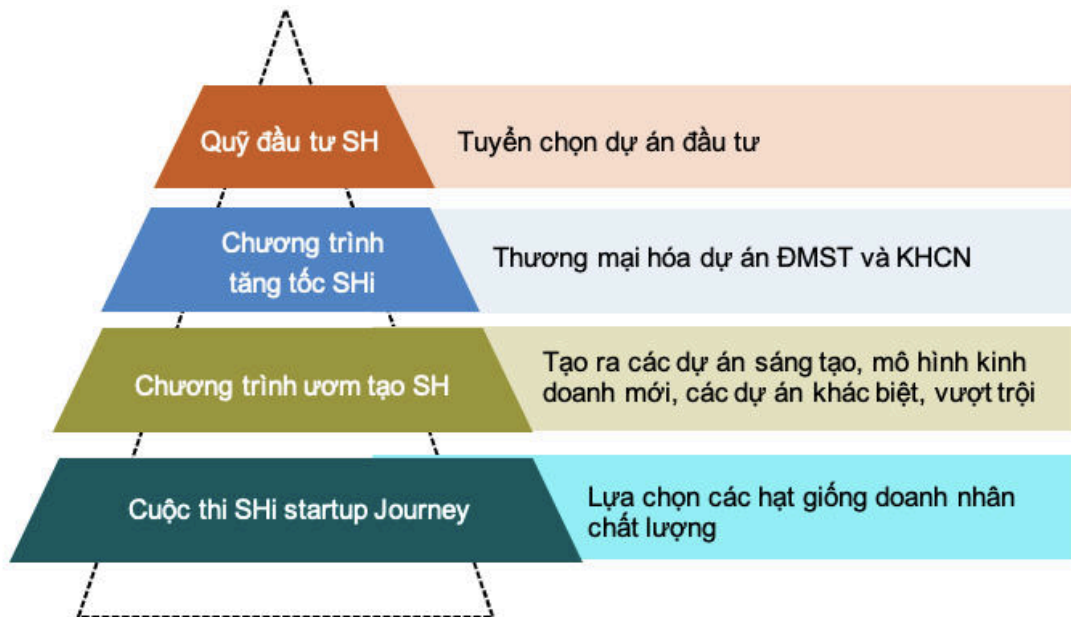 Quỹ đầu tư SH
Tuyển chọn dự án đầu tư
Chương trình
tăng tốc SHi
Thương mại hóa dự án ĐMST và KHCN
Chương trình ươm tạo SH
Tạo ra các dự án sáng tạo, mô hình kinh
doanh mới, các dự án khác biệt, vượt trội
Cuộc thi SHi startup Journey
Lựa chọn các hạt giống doanh nhân
chất lượng